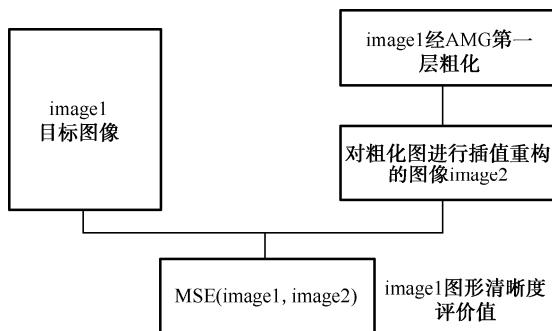 image1
目标图像
image1经AMG第一
层粗化
对粗化图进行插值重构
的图像image2
MSE(image1, image2)
image1图形清晰度
评价值